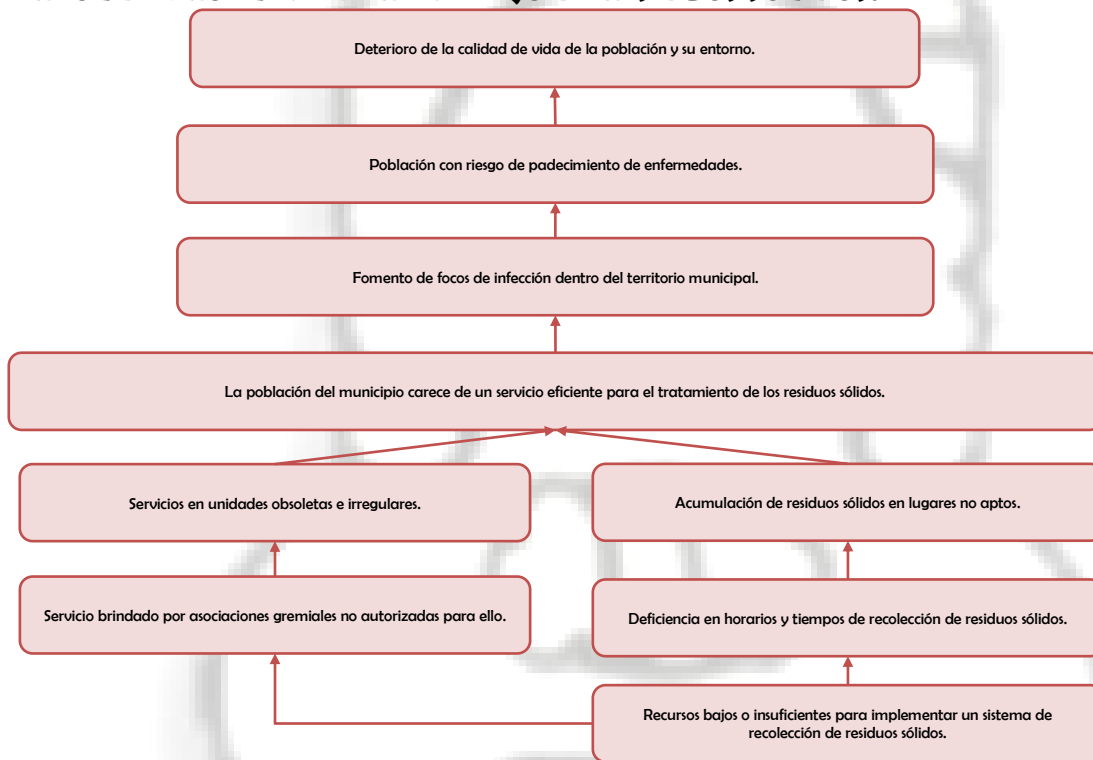 Deterioro de la calidad de vida de la población y su entorno.
Población con riesgo de padecimiento de enfermedades.
Fomento de focos de infección dentro del territorio municipal.
La población del municipio carece de un servicio eficiente para el tratamiento de los residuos sólidos.
Servicios en unidades obsoletas e irregulares.
Acumulación de residuos sólidos en lugares no aptos.
Servicio brindado por asociaciones gremiales no autorizadas para ello.
Deficiencia en horarios y tiempos de recolección de residuos sólidos.
Recursos bajos o insuficientes para implementar un sistema de
recolección de residuos sólidos.